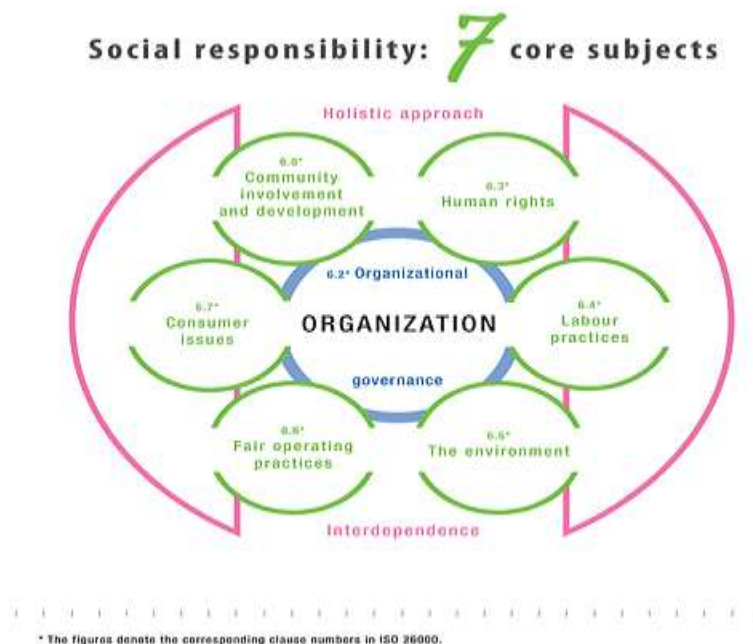 Social responsibility: 7 core subjects
Holistic approach
6.8*
Community
involvement
and development
6.3*
Human rights
6.2* Organizational
6.7*
Consumer
issues
ORGANIZATION
6.4*
Labour
practices
governance
6.6*
Fair operating
practices
6.5*
The environment
Interdependence
* The figures denote the corresponding clause numbers in ISO 26000.